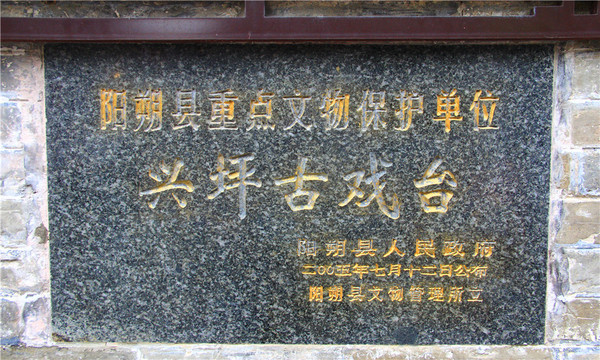 阳朔县重点文物保护单位
兴坪古戏台
阳朔县人民政府
二〇〇五年七月十二日公布
阳朔县文物管理所立